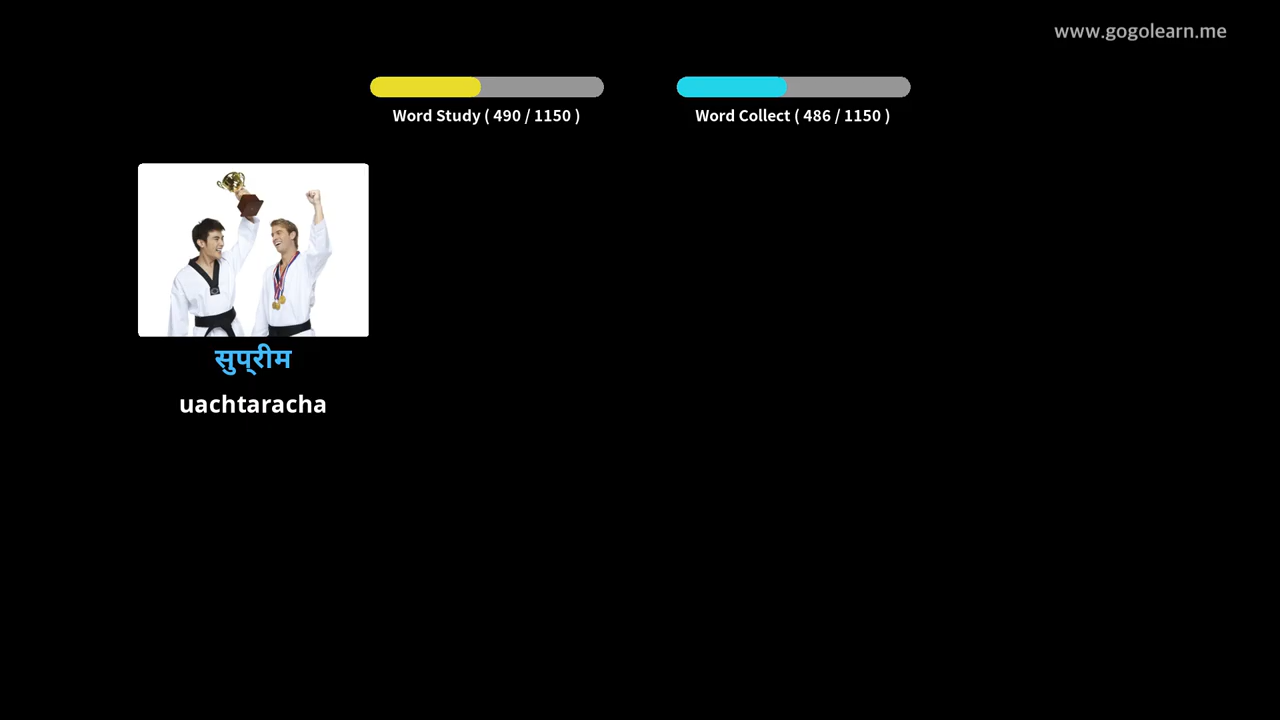 www.gogolearn.me
Word Study ( 490 / 1150 )
Word Collect ( 486 / 1150 )
सुप्रीम
uachtaracha